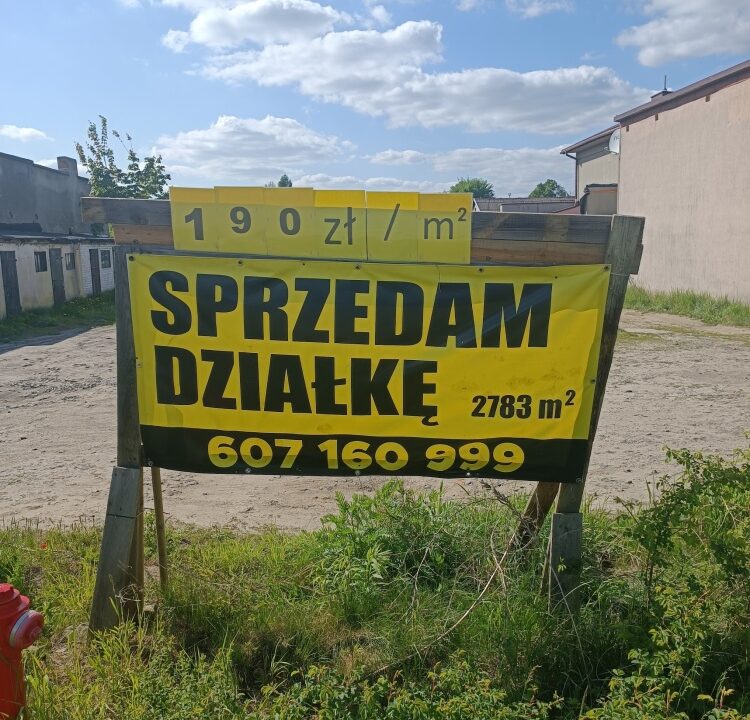 190 zł/m²
SPRZEDAM
DZIAŁKĘ 2783 m²
607 160 999